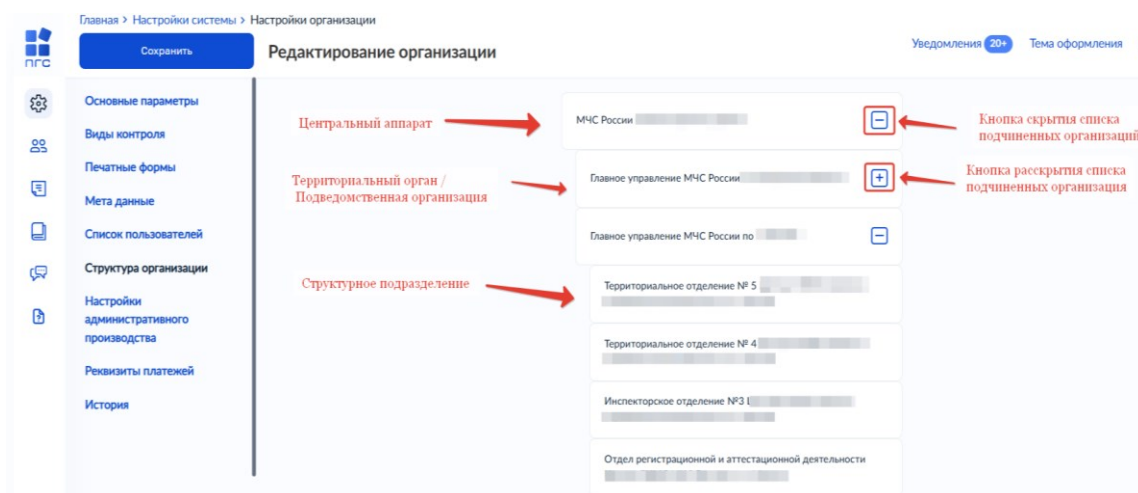 Главная > Настройки системы > Настройки организации
ПГС
Сохранить
Редактирование организации
Уведомления 20+
Тема оформления
Основные параметры
Виды контроля
Печатные формы
Мета данные
Список пользователей
Структура организации
Настройки
административного
производства
Реквизиты платежей
История
Центральный аппарат
МЧС России
Кнопка скрытия списка
подчиненных организаций
Территориальный орган /
Подведомственная организация
Главное управление МЧС России
Кнопка расскрытия списка
подчиненных организация
Главное управление МЧС России по
Структурное подразделение
Территориальное отделение № 5
Территориальное отделение № 4
Инспекторское отделение №3
Отдел регистрационной и аттестационной деятельности